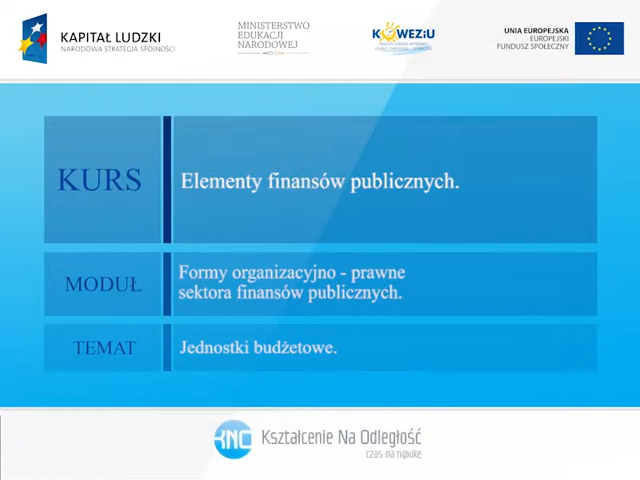 KAPITAŁ LUDZKI
NARODOWA STRATEGIA SPÓJNOŚCI
MINISTERSTWO
EDUKACJI
NARODOWEJ
KOWEZiU
UNIA EUROPEJSKA
EUROPEJSKI
FUNDUSZ SPOŁECZNY
KURS
Elementy finansów publicznych.
MODUŁ
Formy organizacyjno - prawne
sektora finansów publicznych.
TEMAT
Jednostki budżetowe.
KNO
Kształcenie Na Odległość
czas na n@ukę